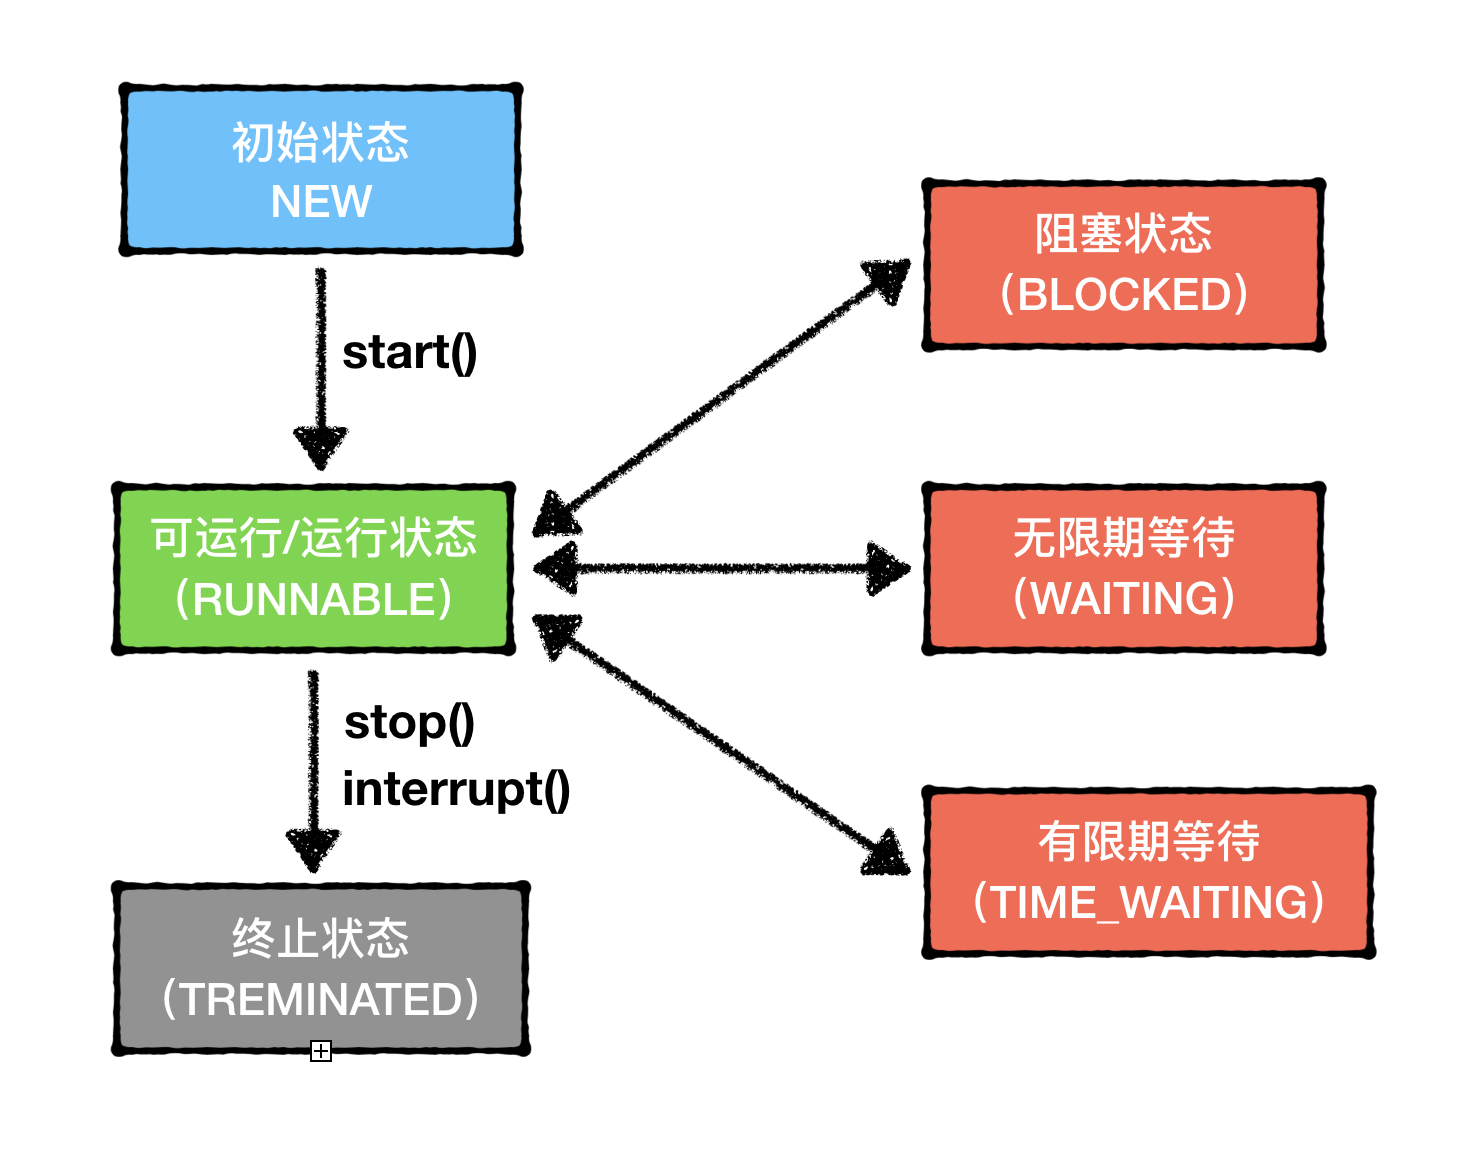 初始状态
NEW
start()
阻塞状态
(BLOCKED)
可运行/运行状态
(RUNNABLE)
无限期等待
(WAITING)
stop()
interrupt()
有限期等待
(TIME_WAITING)
终止状态
(TREMINATED)